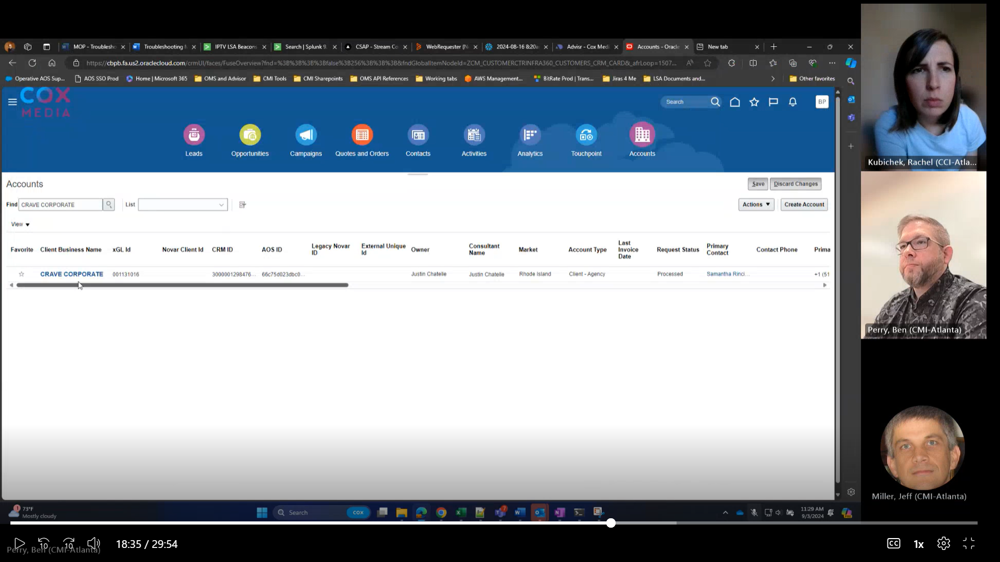 MOP - Troublesho
Troubleshooting M
IPTV LSA Beacons
Search | Splunk 9.
CSAP - Stream Co
WebRequester (N
2024-08-16 8:20a
Advisr - Cox Medi
Accounts - Oracle
New tab
https://cbpb.fa.us2.oraclecloud.com/crmUI/faces/FuseOverview?fnd=%3B%3B%3B%3Bfalse%3B256%3B%3B%3B&fndGlobalItemNodeId=ZCM_CUSTOMERCTRINFRA360_CUSTOMERS_CRM_CARD&_afrLoop=1507...
Operative AOS Sup...
AOS SSO Prod
Home | Microsoft 365
OMS and Advisor
CMI Tools
CMI Sharepoints
OMS API References
Working tabs
AWS Management...
BitRate Prod | Trans...
Jiras 4 Me
LSA Documents and...
Other favorites
COX
MEDIA
Search
BP
Leads
Opportunities
Campaigns
Quotes and Orders
Contacts
Activities
Analytics
Touchpoint
Accounts
Accounts
Save
Discard Changes
Find CRAVE CORPORATE
List
Actions
Create Account
View
Favorite Client Business Name xGL Id Novar Client Id CRM ID AOS ID Legacy Novar ID External Unique Id Owner Consultant Name Market Account Type Last Invoice Date Request Status Primary Contact Contact Phone Prima
CRAVE CORPORATE 001131016 3000001298476... 66c75d023dbc0... Justin Chatelle Justin Chatelle Rhode Island Client - Agency Processed Samantha Rinci... +1 (51
Kubichek, Rachel (CCI-Atla...
Perry, Ben (CMI-Atlanta)
Miller, Jeff (CMI-Atlanta)
1
73°F
Mostly cloudy
Search
COX
7
11:29 AM
9/3/2024
10
10
18:35 / 29:54
CC
1x
Perry, Ben (CMI-Atlanta)